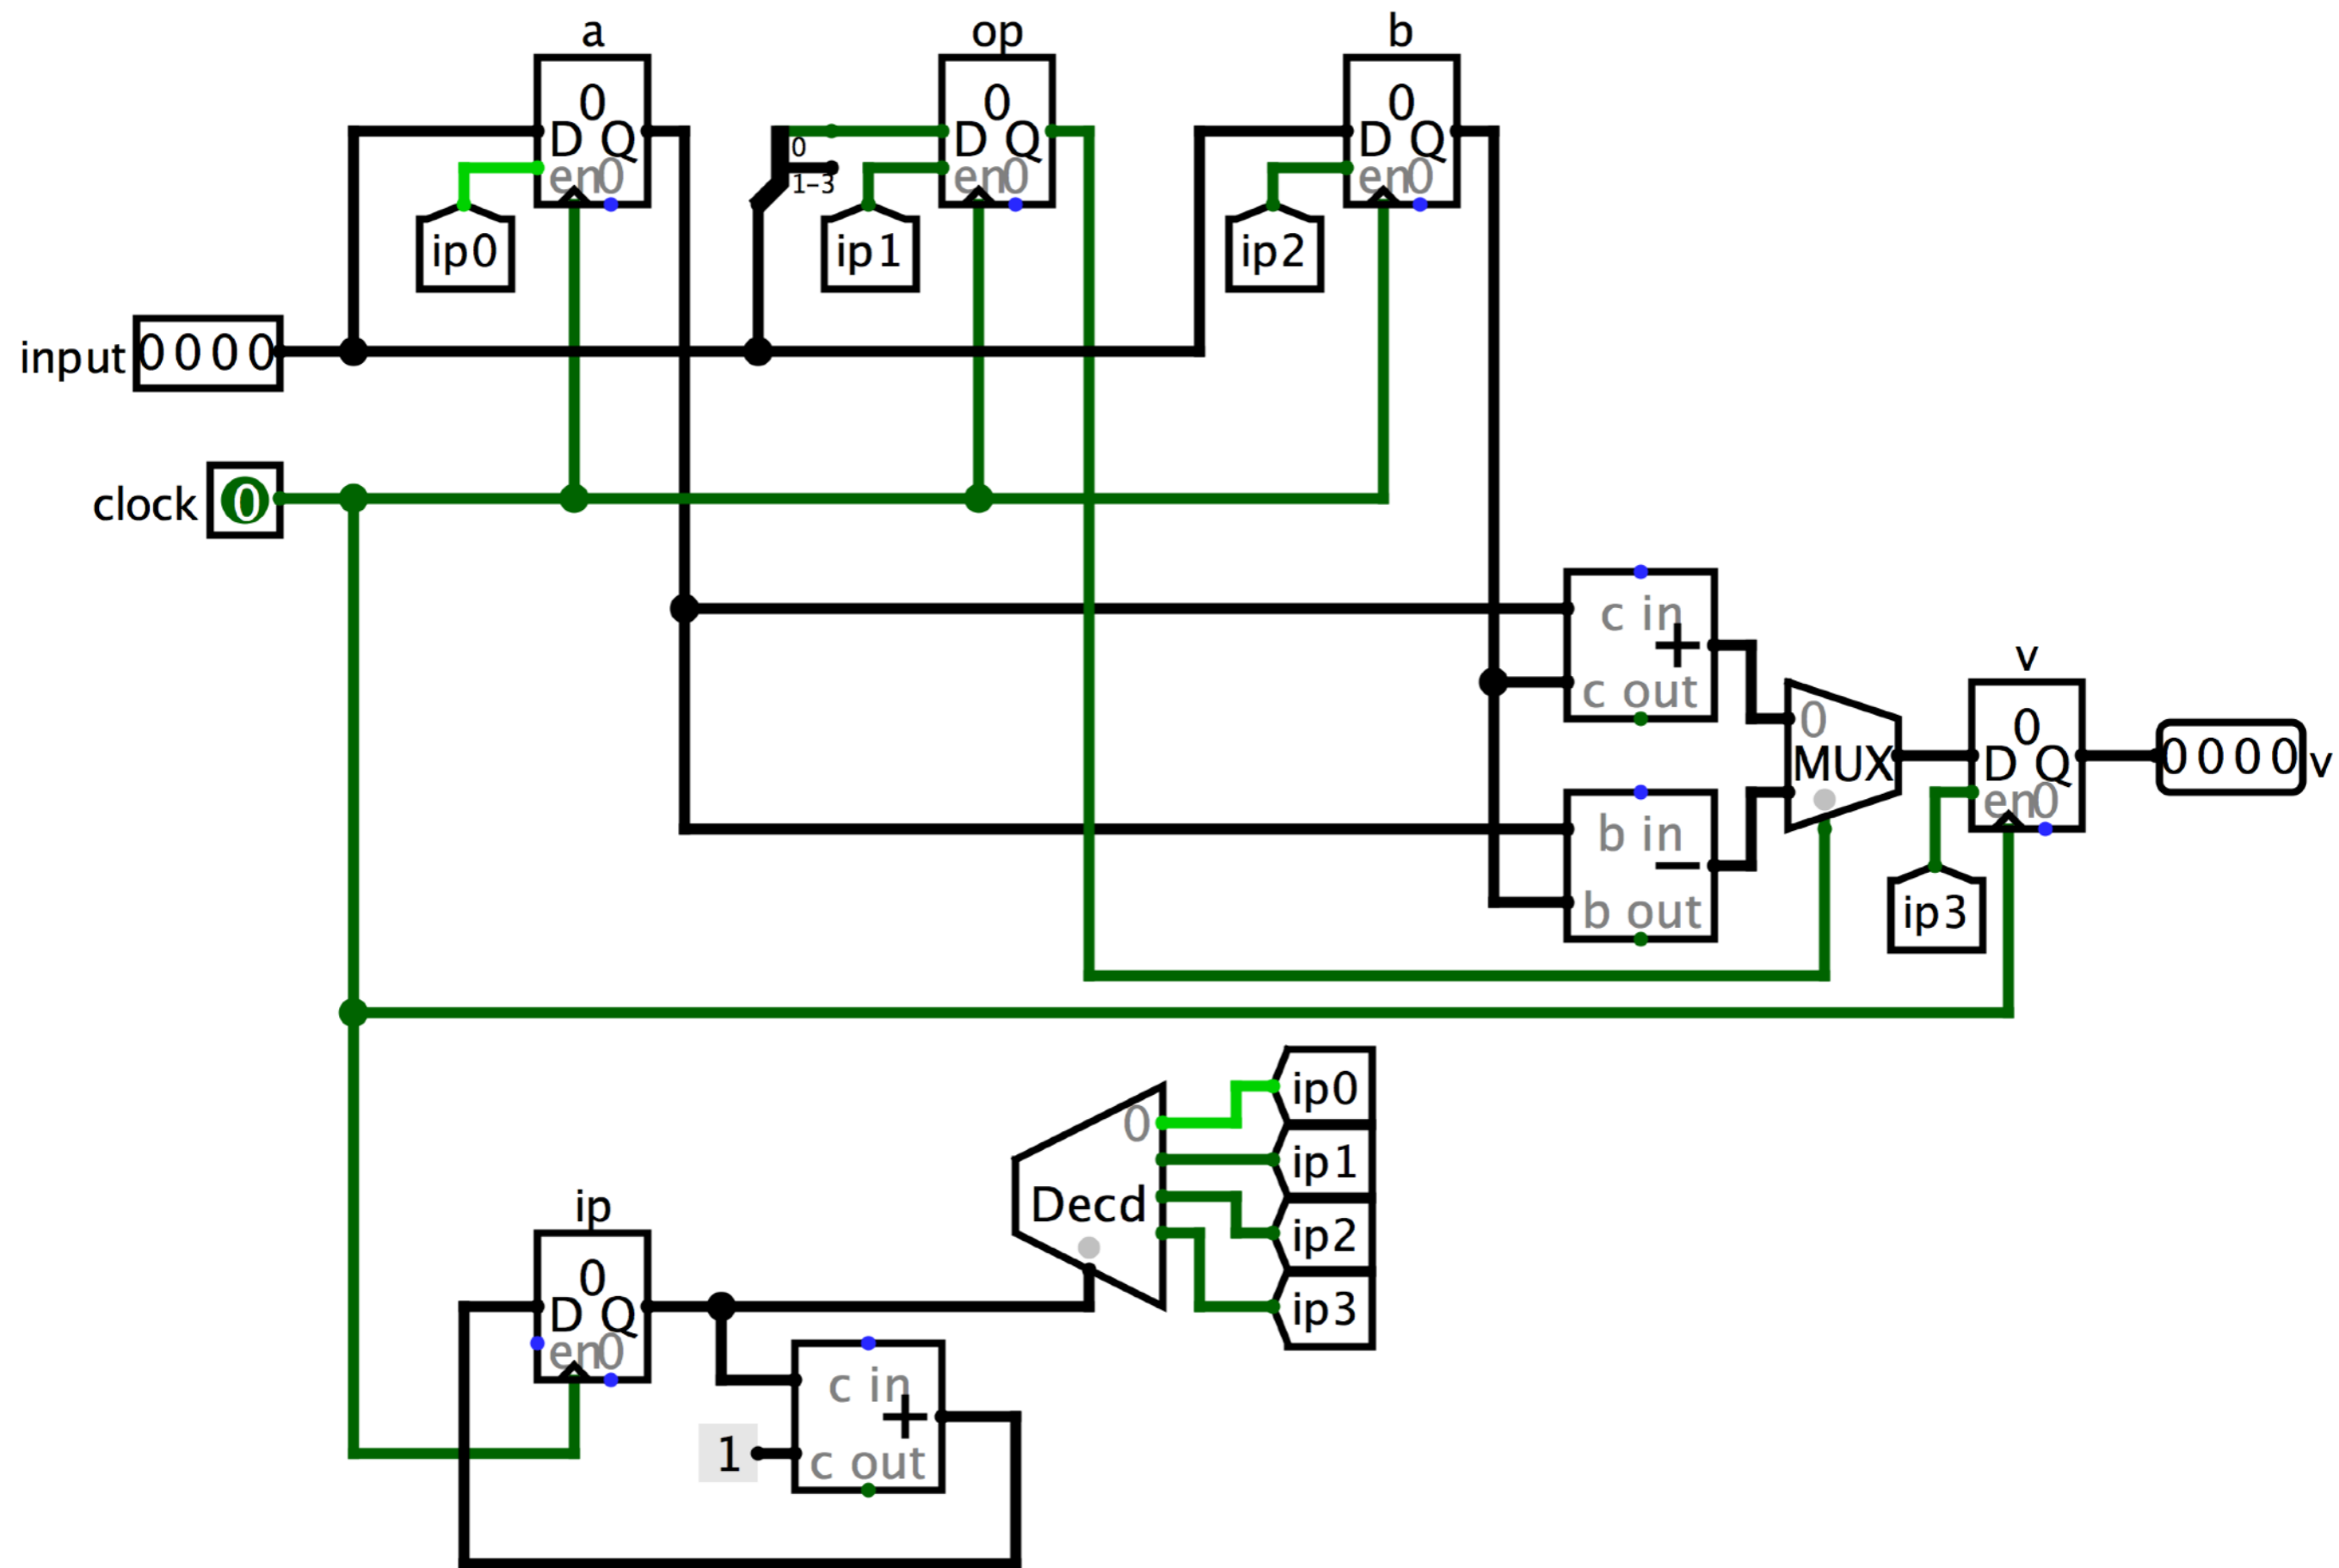 a
op
b
0
0
0
D Q
D Q
D Q
0
en0
en0
en0
1-3
ip0
ip1
ip2
input
0000
clock
0
c in
+
c out
v
0
0
MUX
D Q
0000
v
b in
en0
−
b out
ip3
ip0
0
ip1
Decd
ip
ip2
0
D Q
ip3
en0
c in
+
1
c out